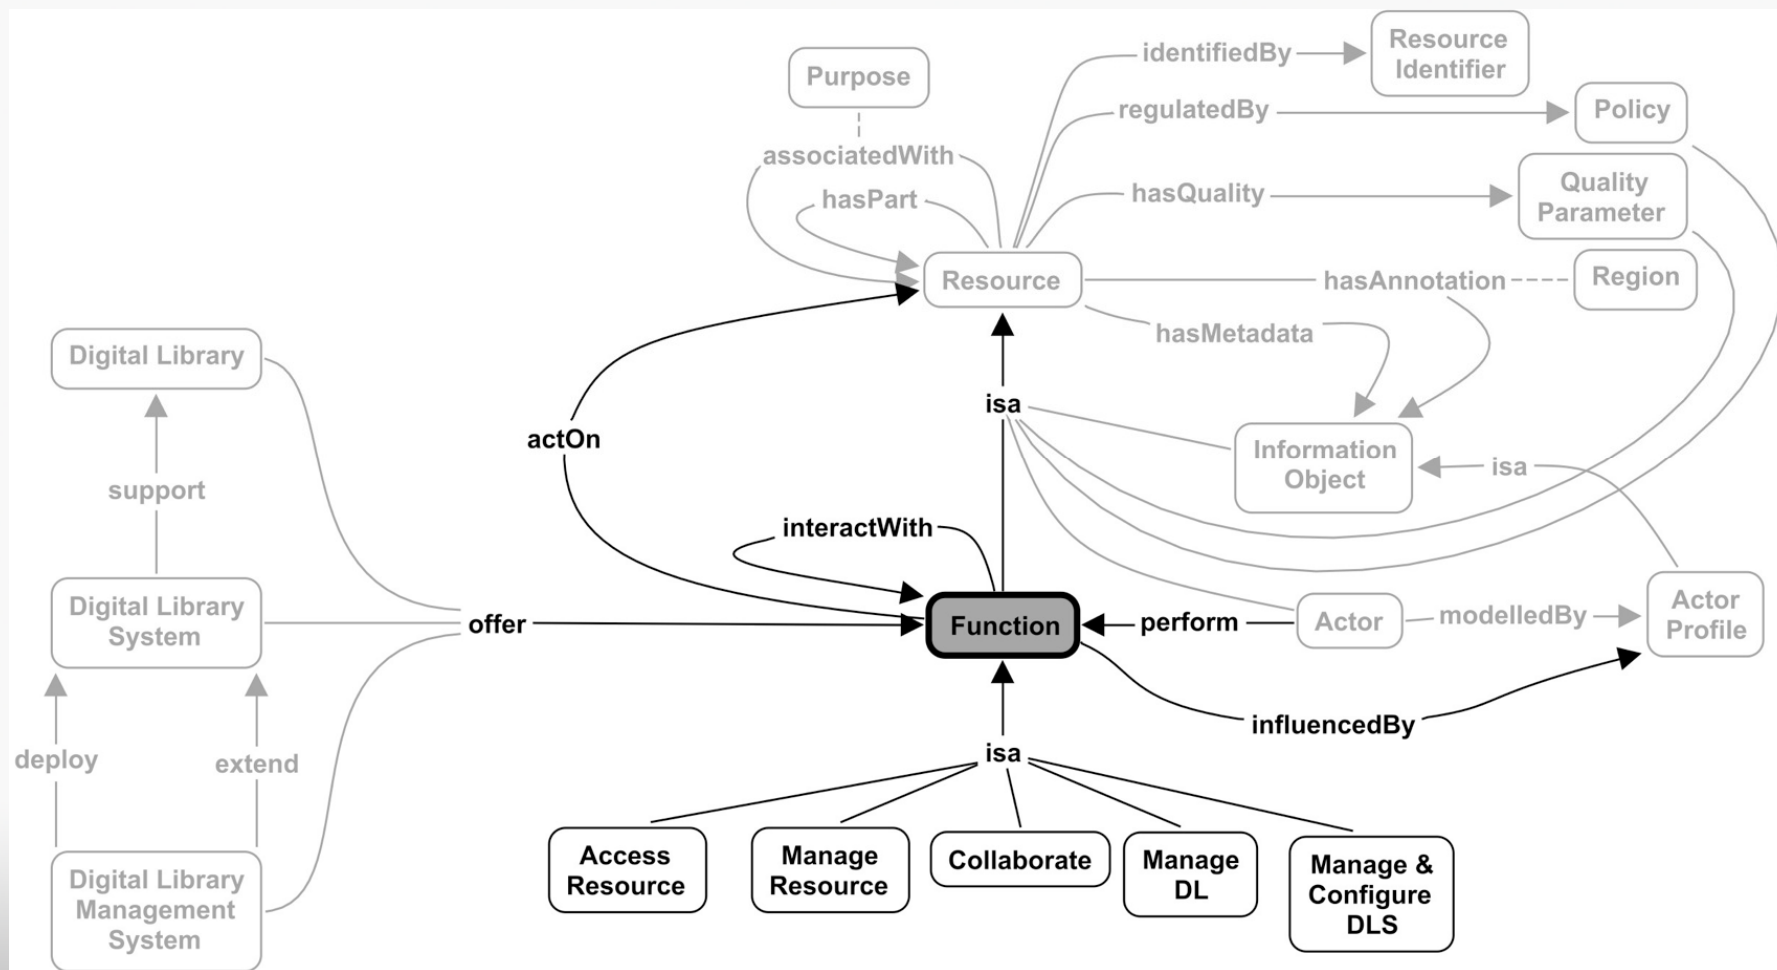 identifiedBy
Resource
Identifier
Purpose
regulatedBy
Policy
associatedWith
hasPart
hasQuality
Quality
Parameter
Resource
hasAnnotation
Region
hasMetadata
Digital Library
isa
actOn
Information
Object
isa
support
interactWith
Digital Library
System
offer
Function
perform
Actor
modelledBy
Actor
Profile
influencedBy
deploy
extend
isa
Access
Resource
Manage
Resource
Collaborate
Manage
DL
Manage &
Configure
DLS
Digital Library
Management
System